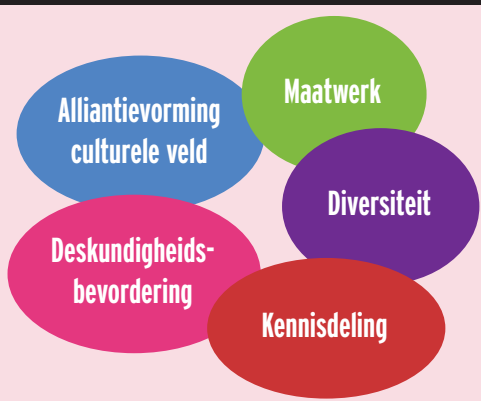 Alliantievorming
culturele veld
Maatwerk
Diversiteit
Deskundigheids-
bevordering
Kennisdeling